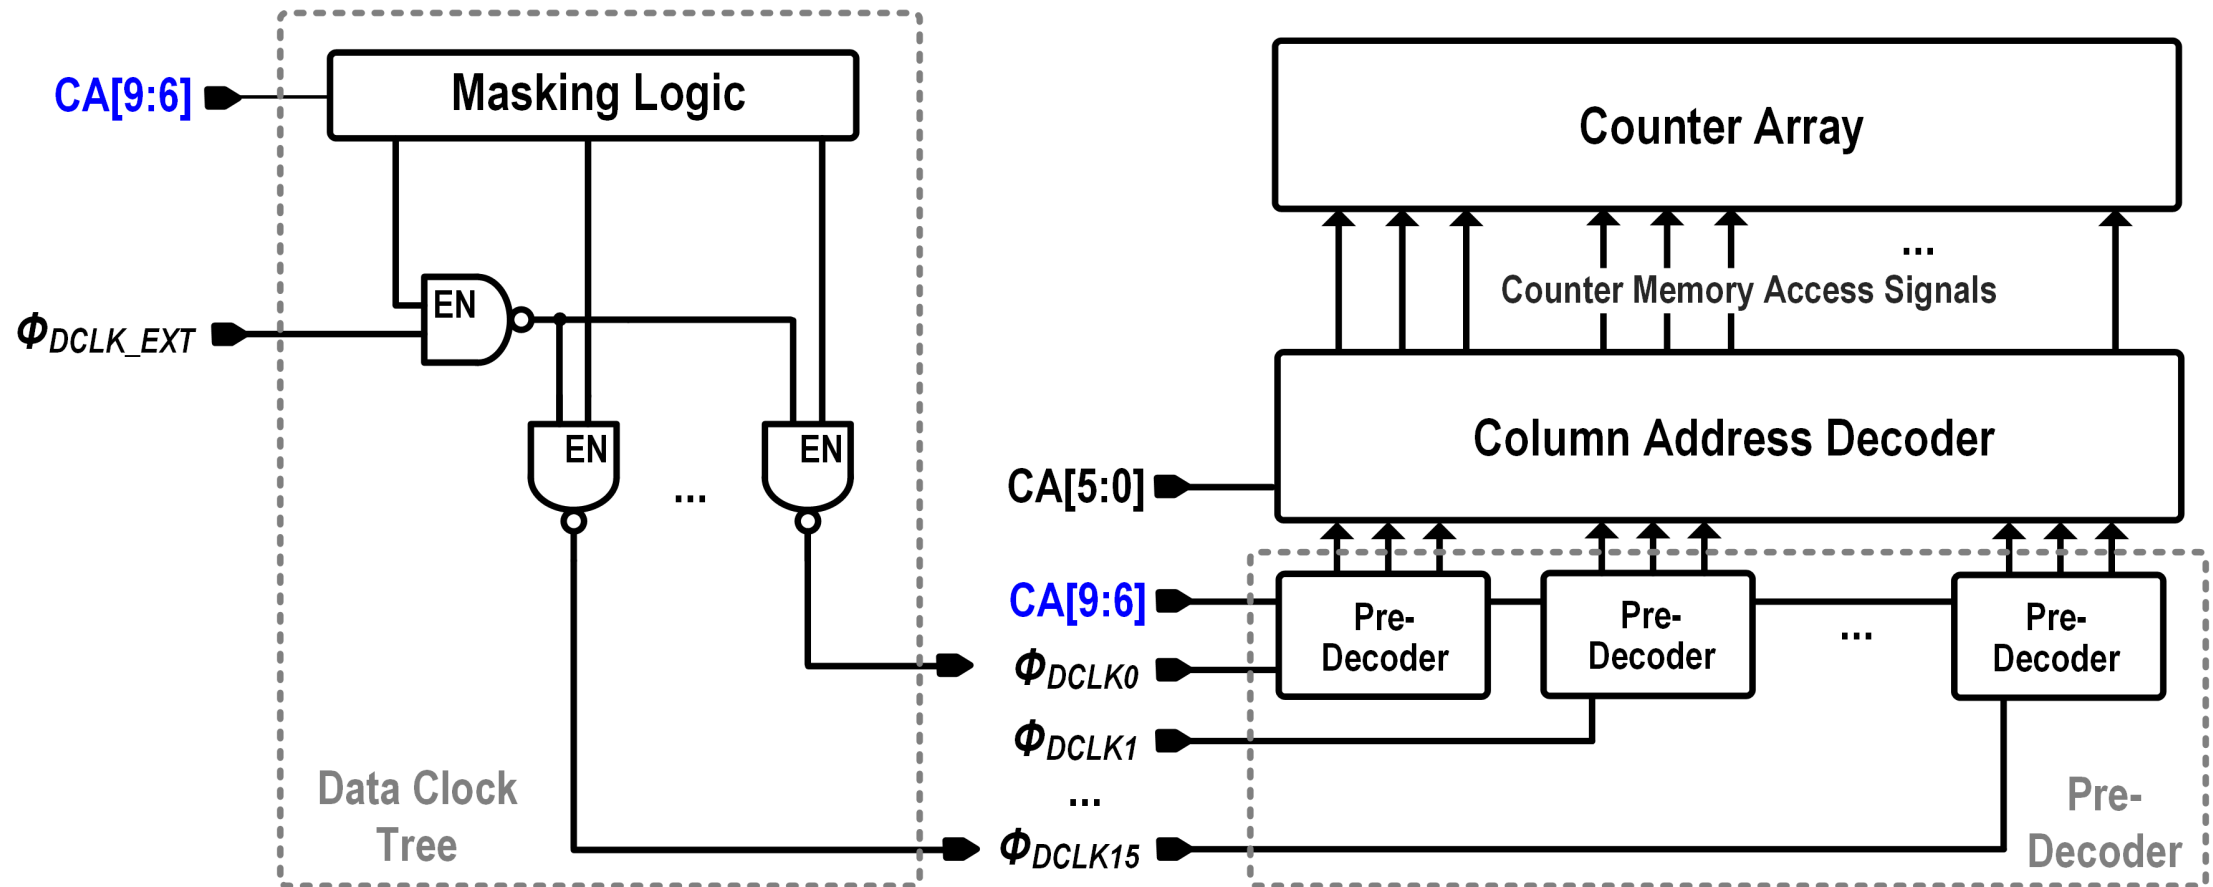 CA[9:6]
Masking Logic
EN
Φ_DCLK_EXT
EN
EN
...
Data Clock
Tree
Counter Array
...
Counter Memory Access Signals
Column Address Decoder
CA[5:0]
CA[9:6]
Pre-
Decoder
Pre-
Decoder
...
Pre-
Decoder
Φ_DCLK0
Φ_DCLK1
...
Φ_DCLK15
Pre-
Decoder